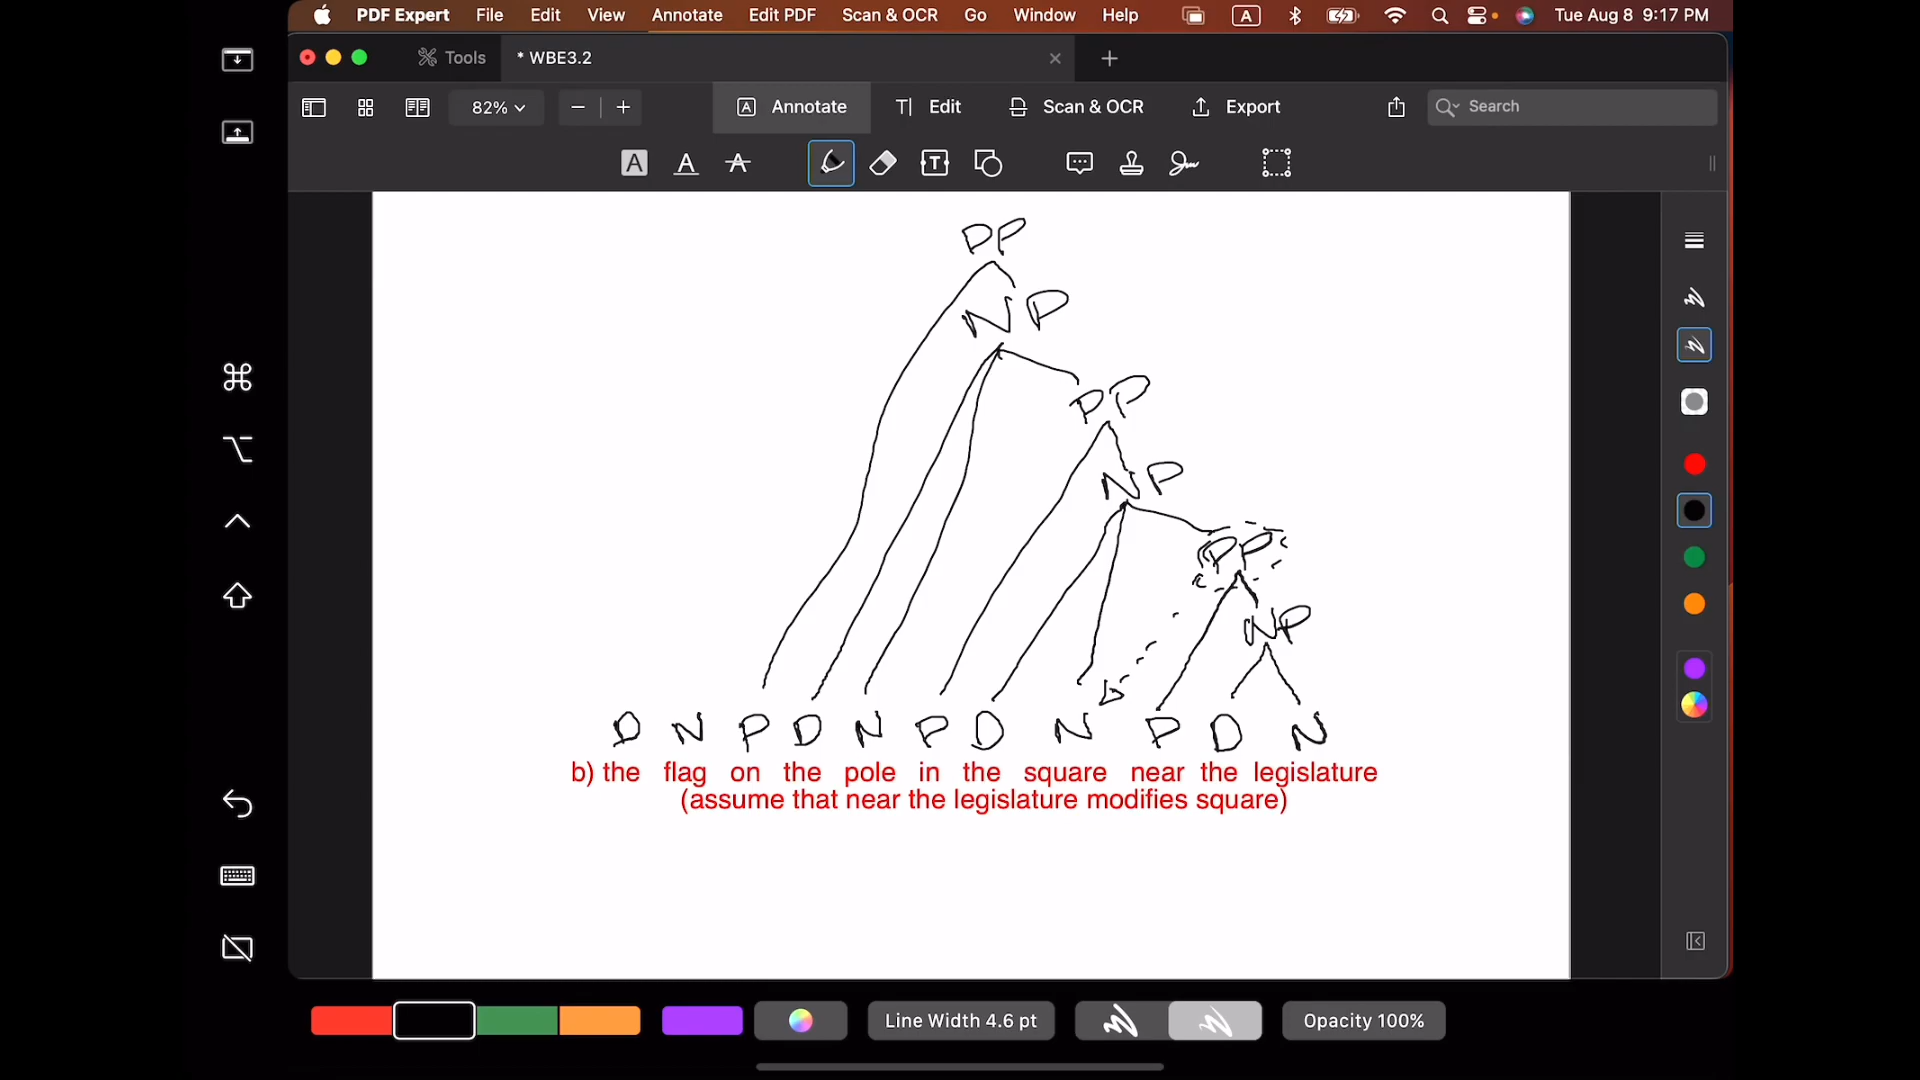 PDF Expert File Edit View Annotate Edit PDF Scan & OCR Go Window Help A Tue Aug 8 9:17 PM
Tools * WBE3.2
82% Annotate Edit Scan & OCR Export Search
A A A T
PP
NP
PP
NP
PP
NP
D N P D N P D N P D N
b) the flag on the pole in the square near the legislature
(assume that near the legislature modifies square)
Line Width 4.6 pt Opacity 100%